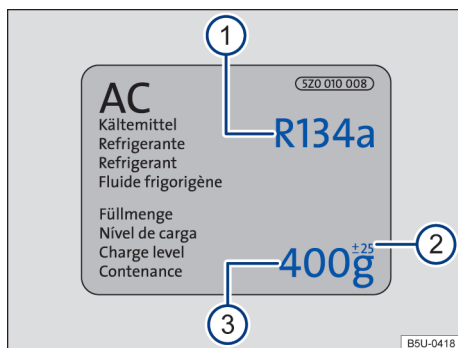 1
5Z0 010 008
AC
R134a
Kältemittel
Refrigerante
Refrigerant
Fluide frigorigène
Füllmenge
Nível de carga
Charge level
Contenance
400g ±25
2
3
B5U-0418